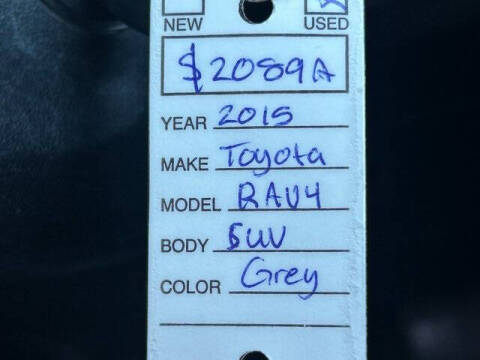 NEW USED
$2089A
YEAR 2015
MAKE Toyota
MODEL RAV4
BODY SUV
COLOR Grey